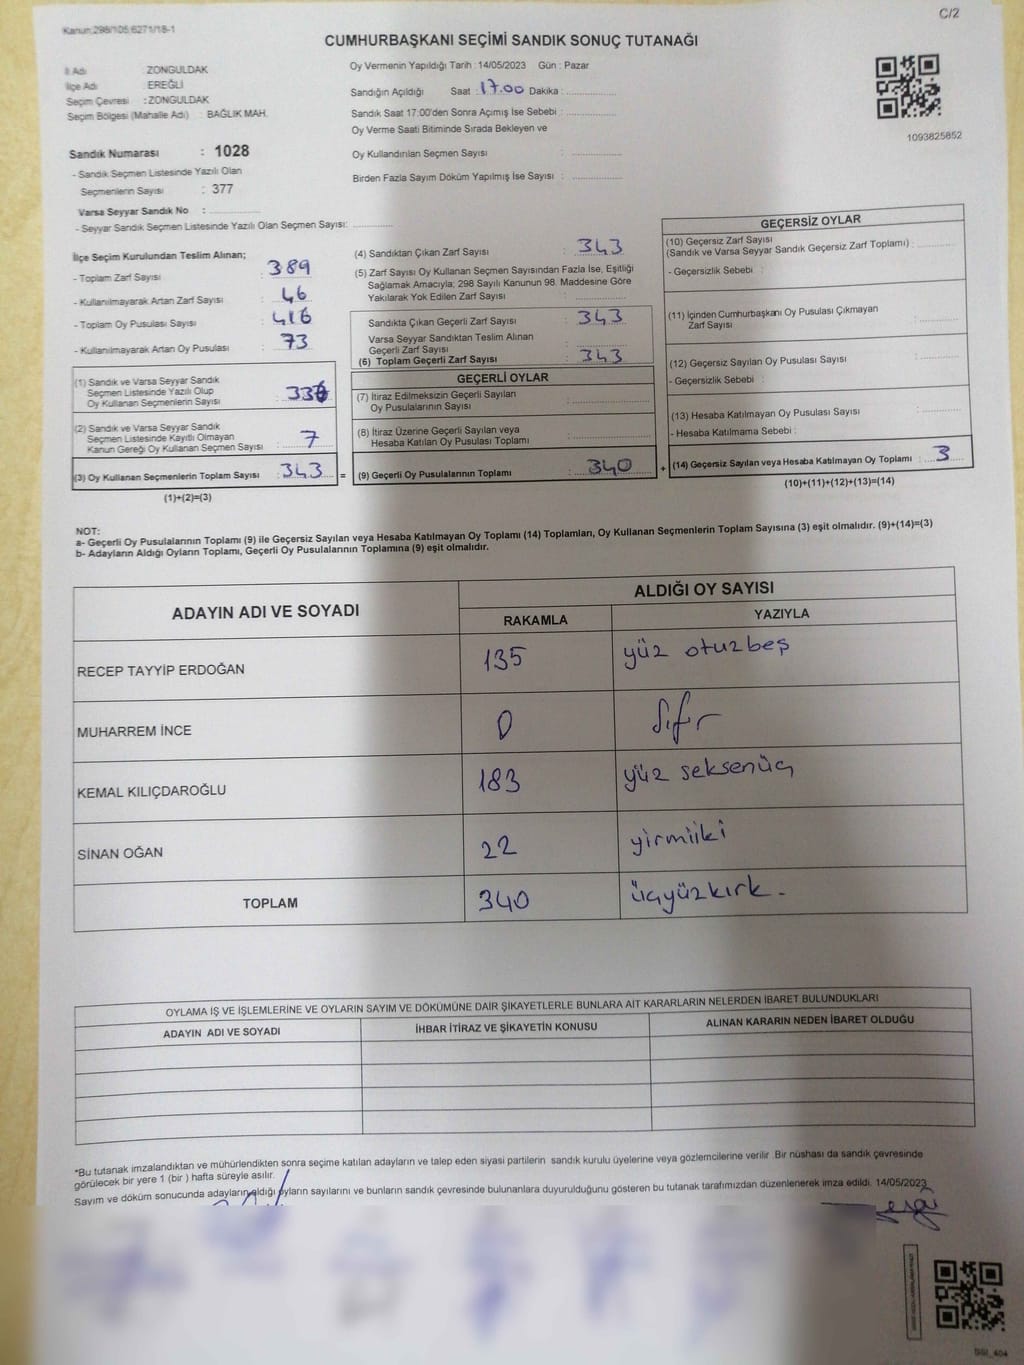 Kanun:298/105:6271/18-1
C/2
CUMHURBAŞKANI SEÇİMİ SANDIK SONUÇ TUTANAĞI
İl Adı : ZONGULDAK
İlçe Adı : EREĞLİ
Seçim Çevresi : ZONGULDAK
Seçim Bölgesi (Mahalle Adı) : BAĞLIK MAH.
Sandık Numarası : 1028
- Sandık Seçmen Listesinde Yazılı Olan
Seçmenlerin Sayısı : 377
Varsa Seyyar Sandık No : ..............
- Seyyar Sandık Seçmen Listesinde Yazılı Olan Seçmen Sayısı: ..............
Oy Vermenin Yapıldığı Tarih : 14/05/2023 Gün : Pazar
Sandığın Açıldığı Saat : 17.00 Dakika : ..............
Sandık Saat 17:00'den Sonra Açımış İse Sebebi : ..............
Oy Verme Saati Bitiminde Sırada Bekleyen ve
Oy Kullandırılan Seçmen Sayısı : ..............
Birden Fazla Sayım Döküm Yapılmış İse Sayısı : ..............
1093825852
İlçe Seçim Kurulundan Teslim Alınan;
- Toplam Zarf Sayısı : 389
- Kullanılmayarak Artan Zarf Sayısı : 46
- Toplam Oy Pusulası Sayısı : 416
- Kullanılmayarak Artan Oy Pusulası : 73
(1) Sandık ve Varsa Seyyar Sandık
Seçmen Listesinde Yazılı Olup
Oy Kullanan Seçmenlerin Sayısı : 336
(2) Sandık ve Varsa Seyyar Sandık
Seçmen Listesinde Kayıtlı Olmayan
Kanun Gereği Oy Kullanan Seçmen Sayısı : 7
(3) Oy Kullanan Seçmenlerin Toplam Sayısı : 343 =
(1)+(2)=(3)
(4) Sandıktan Çıkan Zarf Sayısı : 343
(5) Zarf Sayısı Oy Kullanan Seçmen Sayısından Fazla İse, Eşitliği
Sağlamak Amacıyla; 298 Sayılı Kanunun 98. Maddesine Göre
Yakılarak Yok Edilen Zarf Sayısı : ..............
Sandıkta Çıkan Geçerli Zarf Sayısı : 343
Varsa Seyyar Sandıktan Teslim Alınan
Geçerli Zarf Sayısı : ..............
(6) Toplam Geçerli Zarf Sayısı : 343
GEÇERLİ OYLAR
(7) İtiraz Edilmeksizin Geçerli Sayılan
Oy Pusulalarının Sayısı : ..............
(8) İtiraz Üzerine Geçerli Sayılan veya
Hesaba Katılan Oy Pusulası Toplamı : ..............
(9) Geçerli Oy Pusulalarının Toplamı : 340 +
GEÇERSİZ OYLAR
(10) Geçersiz Zarf Sayısı
(Sandık ve Varsa Seyyar Sandık Geçersiz Zarf Toplamı) : ..............
- Geçersizlik Sebebi :
(11) İçinden Cumhurbaşkanı Oy Pusulası Çıkmayan
Zarf Sayısı : ..............
(12) Geçersiz Sayılan Oy Pusulası Sayısı : ..............
- Geçersizlik Sebebi :
(13) Hesaba Katılmayan Oy Pusulası Sayısı : ..............
- Hesaba Katılmama Sebebi :
(14) Geçersiz Sayılan veya Hesaba Katılmayan Oy Toplamı : 3
(10)+(11)+(12)+(13)=(14)
NOT:
a- Geçerli Oy Pusulalarının Toplamı (9) ile Geçersiz Sayılan veya Hesaba Katılmayan Oy Toplamı (14) Toplamları, Oy Kullanan Seçmenlerin Toplam Sayısına (3) eşit olmalıdır. (9)+(14)=(3)
b- Adayların Aldığı Oyların Toplamı, Geçerli Oy Pusulalarının Toplamına (9) eşit olmalıdır.
ADAYIN ADI VE SOYADI
ALDIĞI OY SAYISI
RAKAMLA YAZIYLA
RECEP TAYYİP ERDOĞAN 135 yüz otuzbeş
MUHARREM İNCE 0 Sıfır
KEMAL KILIÇDAROĞLU 183 yüz seksenüç
SİNAN OĞAN 22 yirmiiki
TOPLAM 340 üçyüzkırk.
OYLAMA İŞ VE İŞLEMLERİNE VE OYLARIN SAYIM VE DÖKÜMÜNE DAİR ŞİKAYETLERLE BUNLARA AİT KARARLARIN NELERDEN İBARET BULUNDUKLARI
ADAYIN ADI VE SOYADI İHBAR İTİRAZ VE ŞİKAYETİN KONUSU ALINAN KARARIN NEDEN İBARET OLDUĞU
*Bu tutanak imzalandıktan ve mühürlendikten sonra seçime katılan adayların ve talep eden siyasi partilerin sandık kurulu üyelerine veya gözlemcilerine verilir .Bir nüshası da sandık çevresinde
görülecek bir yere 1 (bir ) hafta süreyle asılır.
Sayım ve döküm sonucunda adayların aldığı oyların sayılarını ve bunların sandık çevresinde bulunanlara duyurulduğunu gösteren bu tutanak tarafımızdan düzenlenerek imza edildi. 14/05/2023